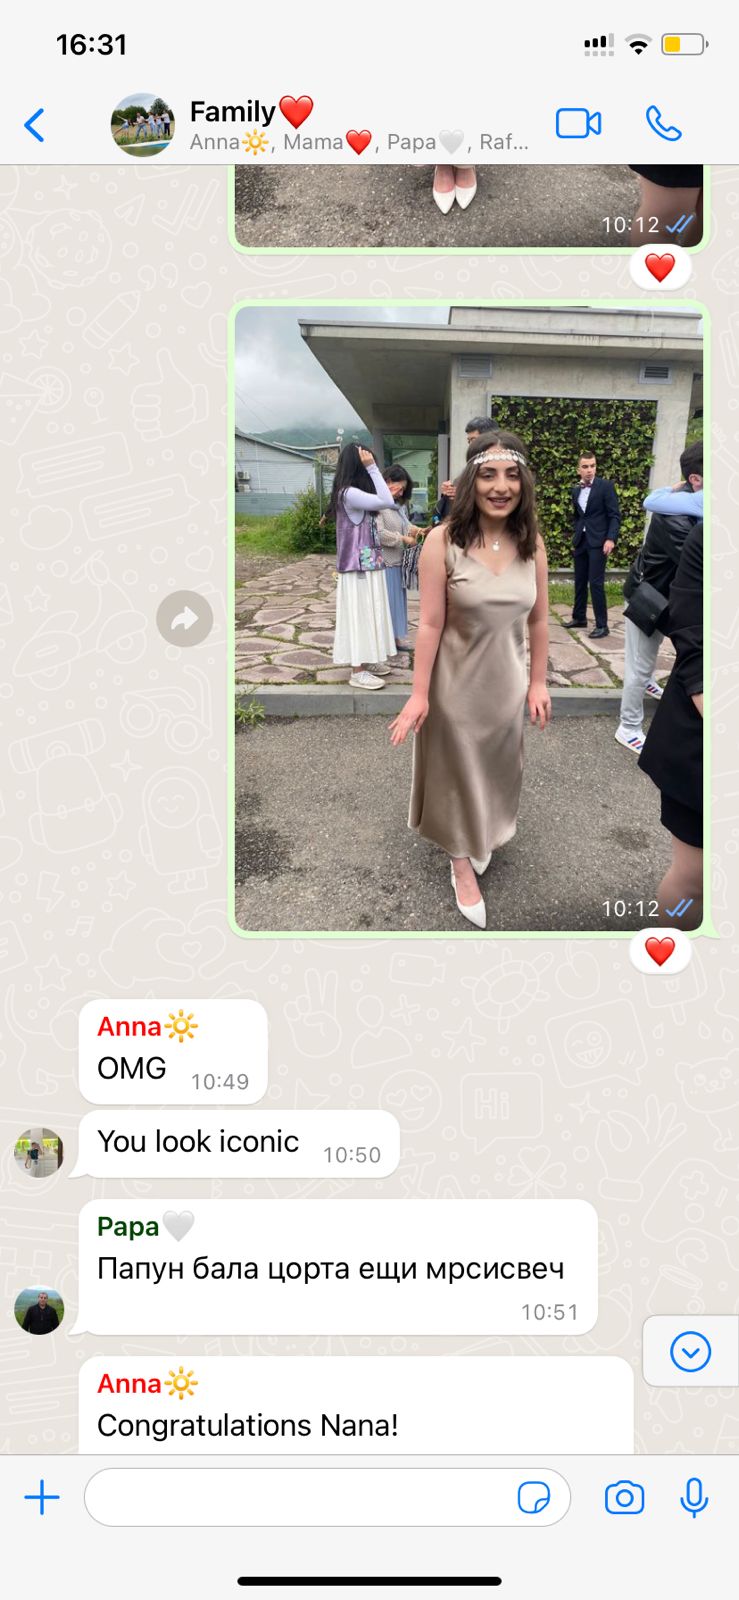 16:31
Family❤️
Anna☀️, Mama❤️, Papa🤍, Raf...
10:12
❤️
10:12
❤️
Anna☀️
OMG 10:49
You look iconic 10:50
Papa🤍
Папун бала цорта ещи мрсисвеч
10:51
Anna☀️
Congratulations Nana!